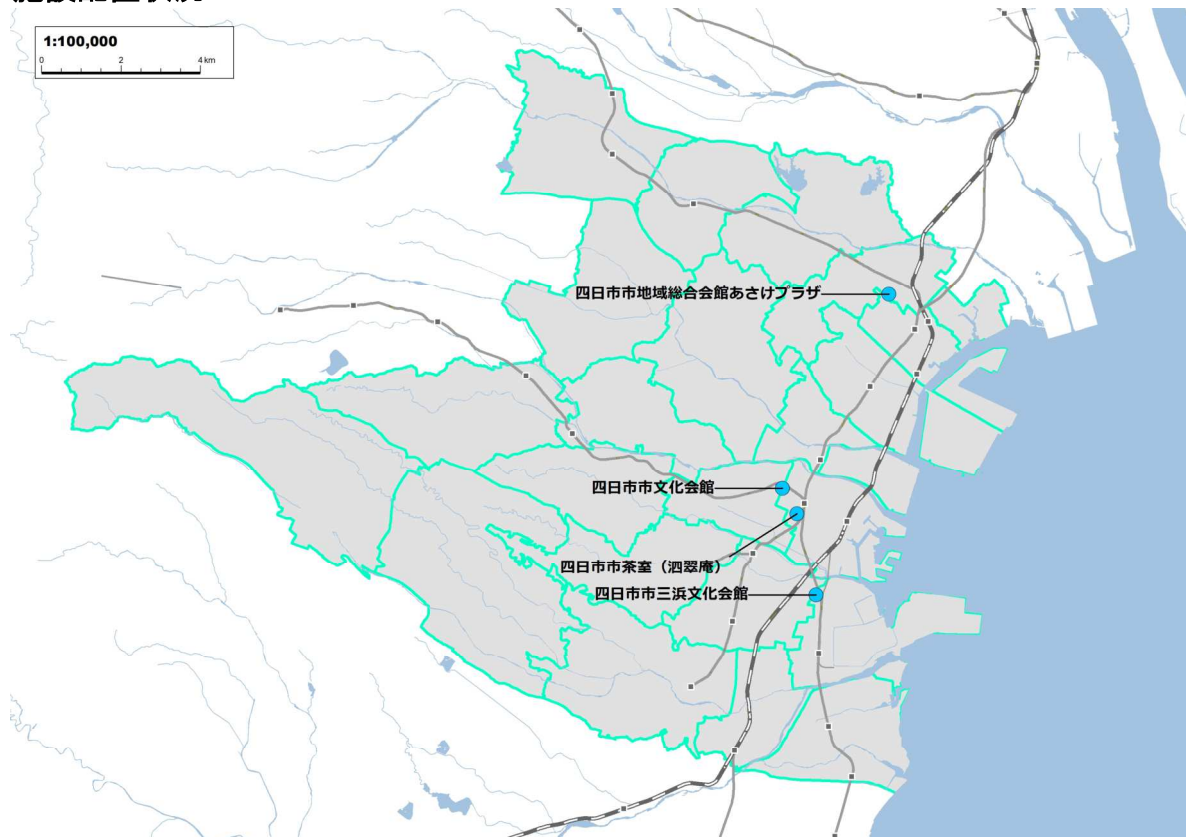 1:100,000
0 2 4 km
四日市市地域総合会館あさけプラザ
四日市市文化会館
四日市市茶室（泗翠庵）
四日市市三浜文化会館